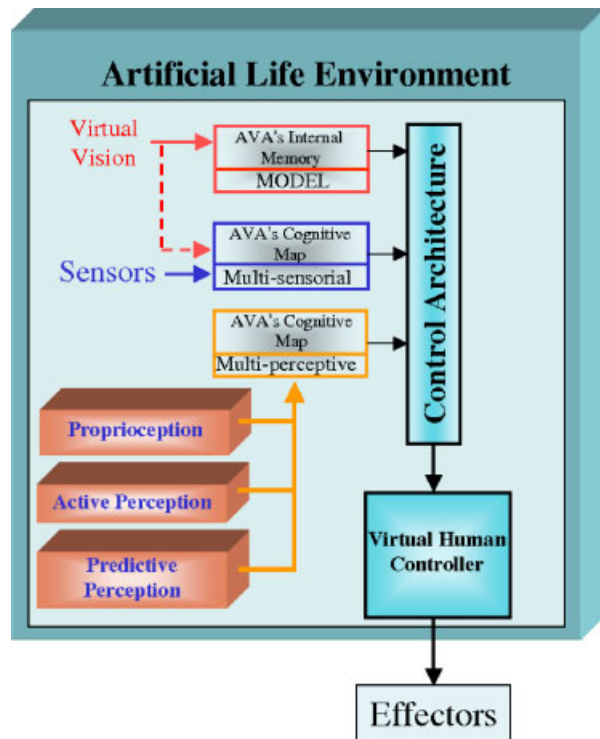 Artificial Life Environment
Virtual
Vision
AVA's Internal
Memory
MODEL
AVA's Cognitive
Map
Multi-sensorial
Sensors
AVA's Cognitive
Map
Multi-perceptive
Control Architecture
Proprioception
Active Perception
Predictive
Perception
Virtual Human
Controller
Effectors